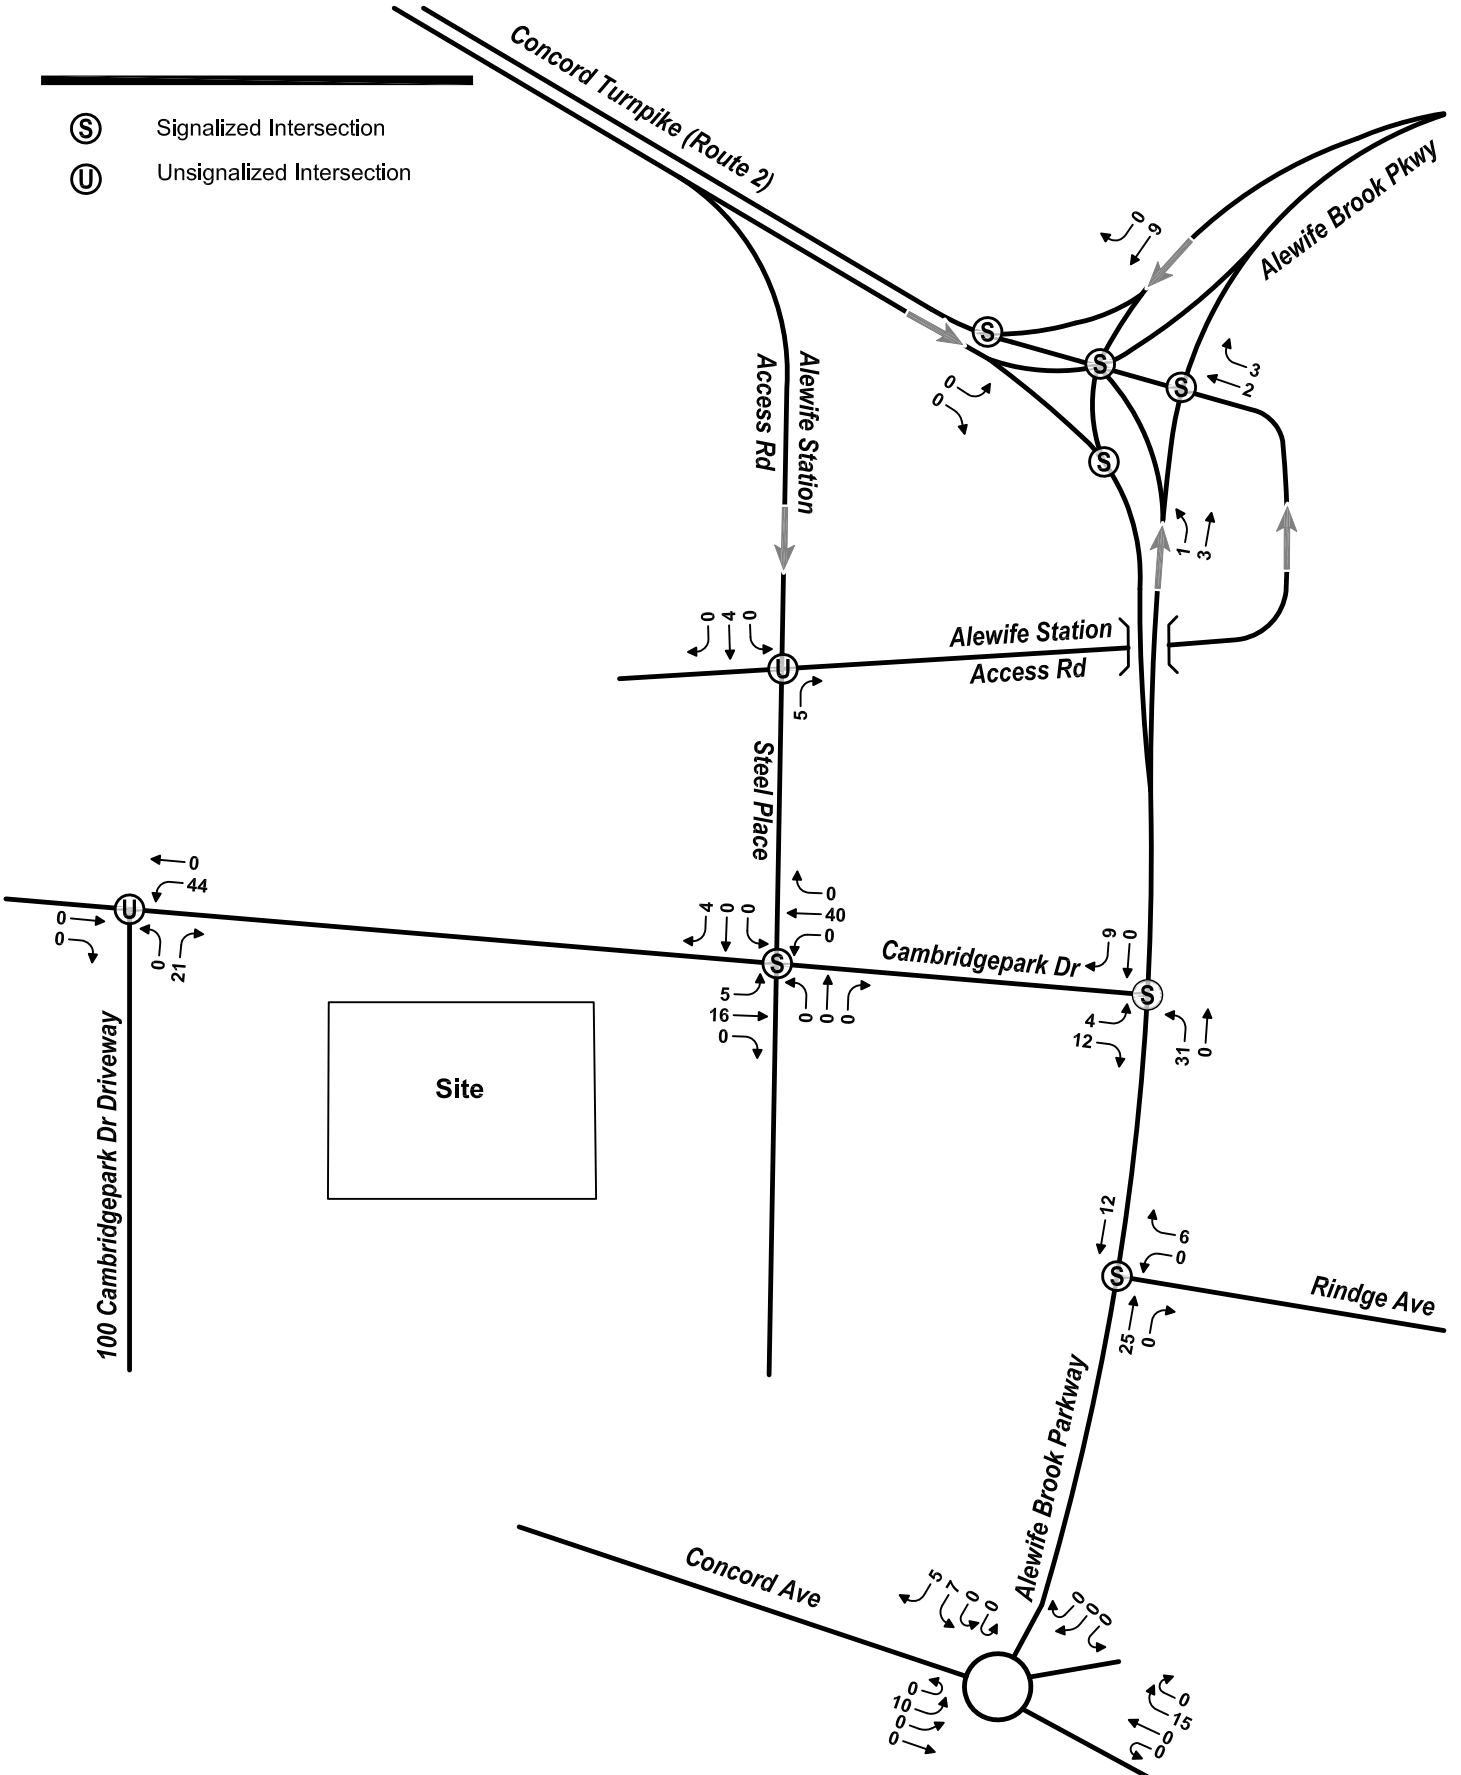 S Signalized Intersection
U Unsignalized Intersection
Concord Turnpike (Route 2)
Alewife Brook Pkwy
0
9
S
S
S
S
3
2
0
0
Alewife Station
Access Rd
1
3
0 4 0
U
5
Alewife Station
Access Rd
Steel Place
0
44
U
0
0
0
21
0
40
0
4 0 0
S
5
16
0
0 0 0
Cambridgepark Dr
9 0
S
4
12
31 0
100 Cambridgepark Dr Driveway
Site
12
6
0
S
25 0
Rindge Ave
Alewife Brook Parkway
Concord Ave
5 7 0 0
0 0 0
0
10
0
0
0
15
0
0